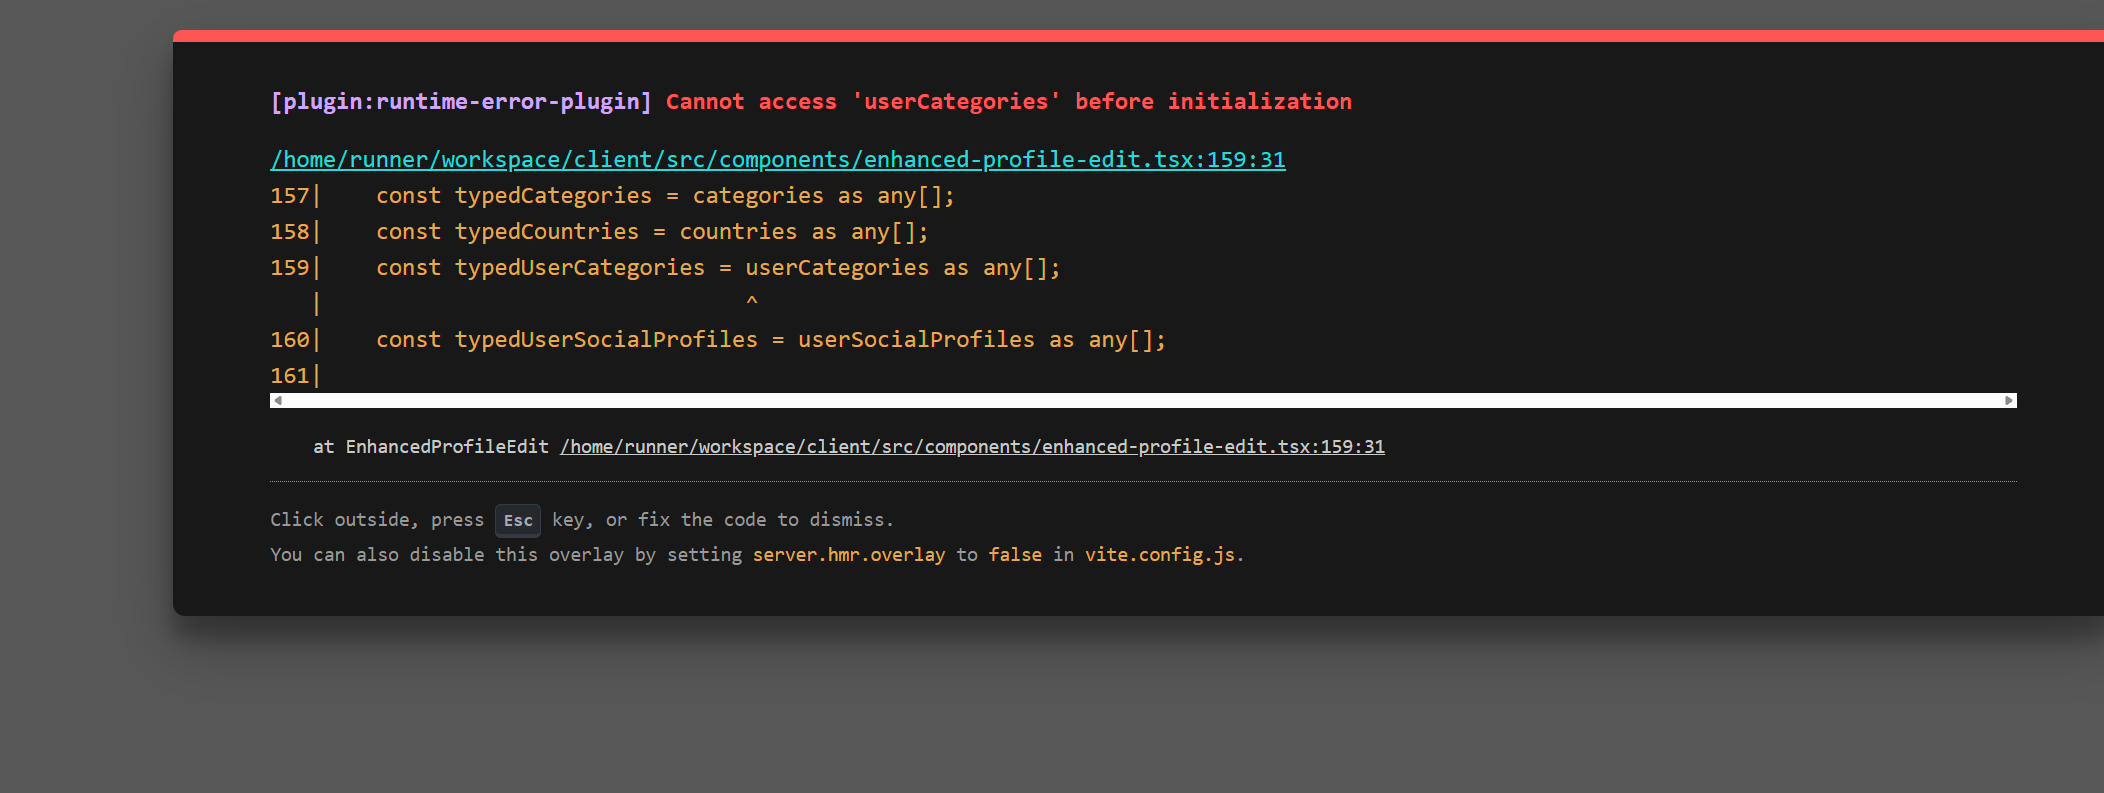 [plugin:runtime-error-plugin] Cannot access 'userCategories' before initialization
/home/runner/workspace/client/src/components/enhanced-profile-edit.tsx:159:31
157|    const typedCategories = categories as any[];
158|    const typedCountries = countries as any[];
159|    const typedUserCategories = userCategories as any[];
   |                                ^
160|    const typedUserSocialProfiles = userSocialProfiles as any[];
161|
at EnhancedProfileEdit /home/runner/workspace/client/src/components/enhanced-profile-edit.tsx:159:31
Click outside, press Esc key, or fix the code to dismiss.
You can also disable this overlay by setting server.hmr.overlay to false in vite.config.js.